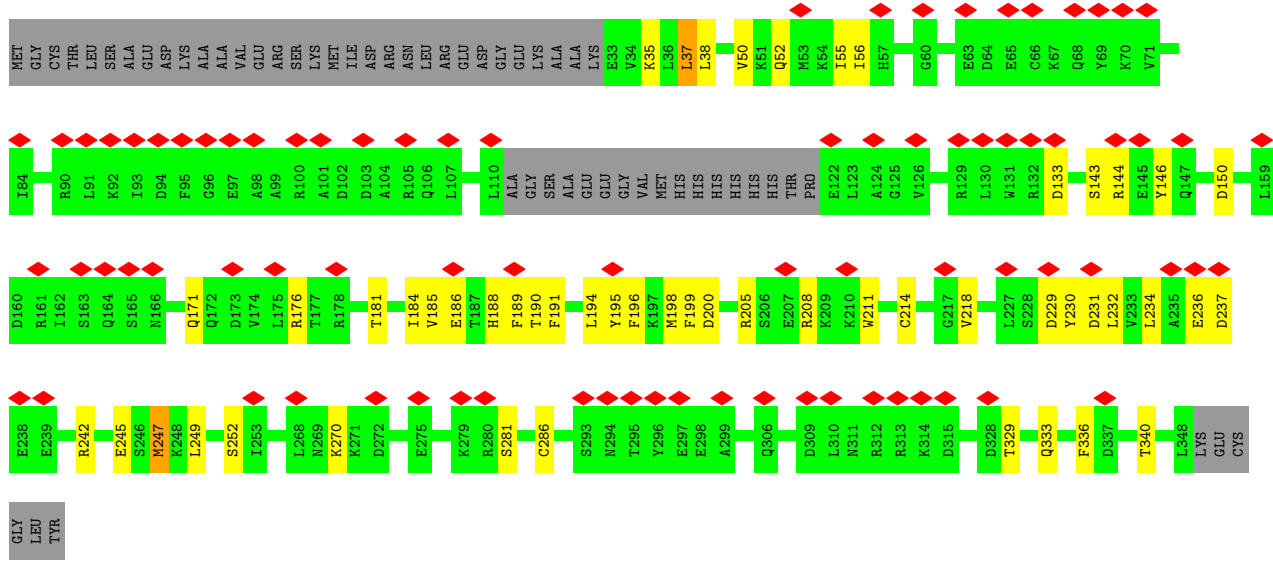 MET GLY CYS THR LEU SER ALA GLU ASP LYS ALA ALA VAL GLU ARG SER LYS MET ILE ASP ARG ASN LEU ARG GLU ASP GLY GLU LYS ALA ALA LYS E33 V34 K35 L36 L37 L38 V50 K51 Q52 M53 K54 I55 I56 H57 G60 E63 D64 E65 C66 K67 Q68 Y69 K70 V71
I84 R90 L91 K92 I93 D94 F95 G96 E97 A98 A99 R100 A101 D102 D103 A104 R105 Q106 L107 L110 ALA GLY SER ALA GLU GLU GLY VAL MET HIS HIS HIS HIS HIS HIS THR PRO E122 L123 A124 G125 V126 R129 L130 W131 R132 D133 S143 R144 E145 Y146 Q147 D150 L159
D160 R161 I162 S163 Q164 S165 N166 Q171 Q172 D173 V174 L175 R176 T177 R178 T181 I184 V185 E186 T187 H188 F189 T190 F191 L194 Y195 F196 K197 M198 F199 D200 R205 S206 E207 R208 K209 K210 W211 C214 G217 V218 L227 S228 D229 Y230 D231 L232 V233 L234 A235 E236 D237
E238 E239 R242 E245 S246 M247 K248 L249 S252 I253 L268 N269 K270 K271 D272 E275 K279 R280 S281 C286 S293 N294 T295 Y296 E297 E298 A299 Q306 D309 L310 N311 R312 R313 K314 D315 D328 T329 Q333 F336 D337 T340 L348 LYS GLU CYS
GLY LEU TYR